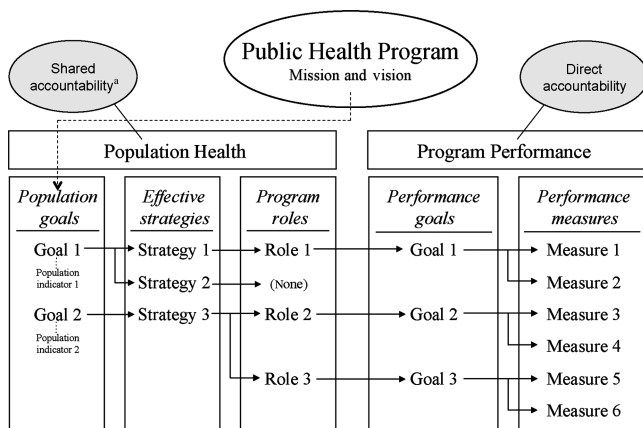 Public Health Program
Mission and vision
Shared
accountabilityᵃ
Direct
accountability
Population Health
Program Performance
Population
goals
Effective
strategies
Program
roles
Performance
goals
Performance
measures
Goal 1
Strategy 1
Role 1
Goal 1
Measure 1
Population
indicator 1
Strategy 2
(None)
Measure 2
Goal 2
Strategy 3
Role 2
Goal 2
Measure 3
Population
indicator 2
Measure 4
Role 3
Goal 3
Measure 5
Measure 6